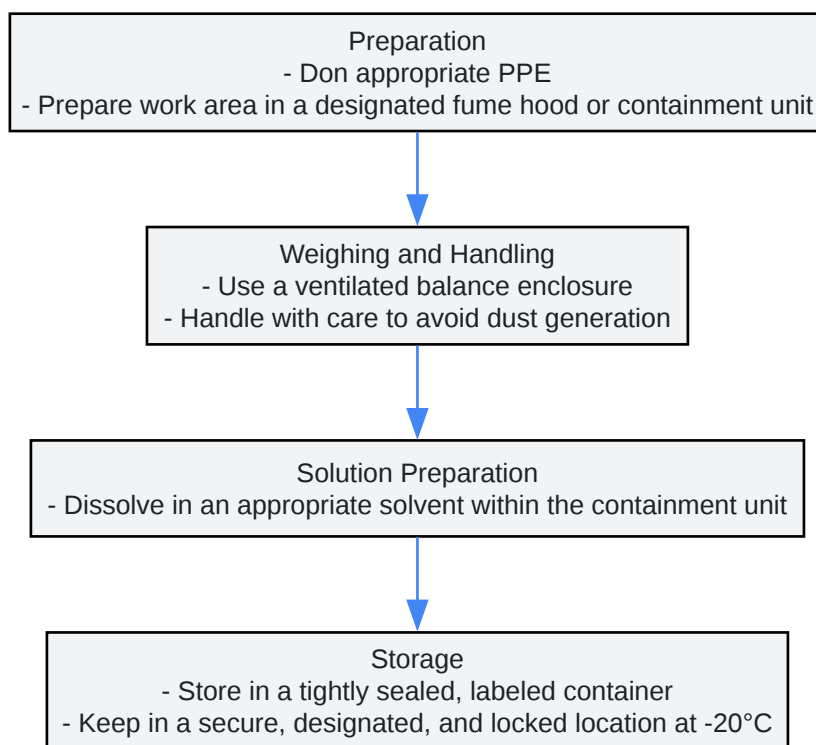 Preparation
- Don appropriate PPE
- Prepare work area in a designated fume hood or containment unit
Weighing and Handling
- Use a ventilated balance enclosure
- Handle with care to avoid dust generation
Solution Preparation
- Dissolve in an appropriate solvent within the containment unit
Storage
- Store in a tightly sealed, labeled container
- Keep in a secure, designated, and locked location at -20°C